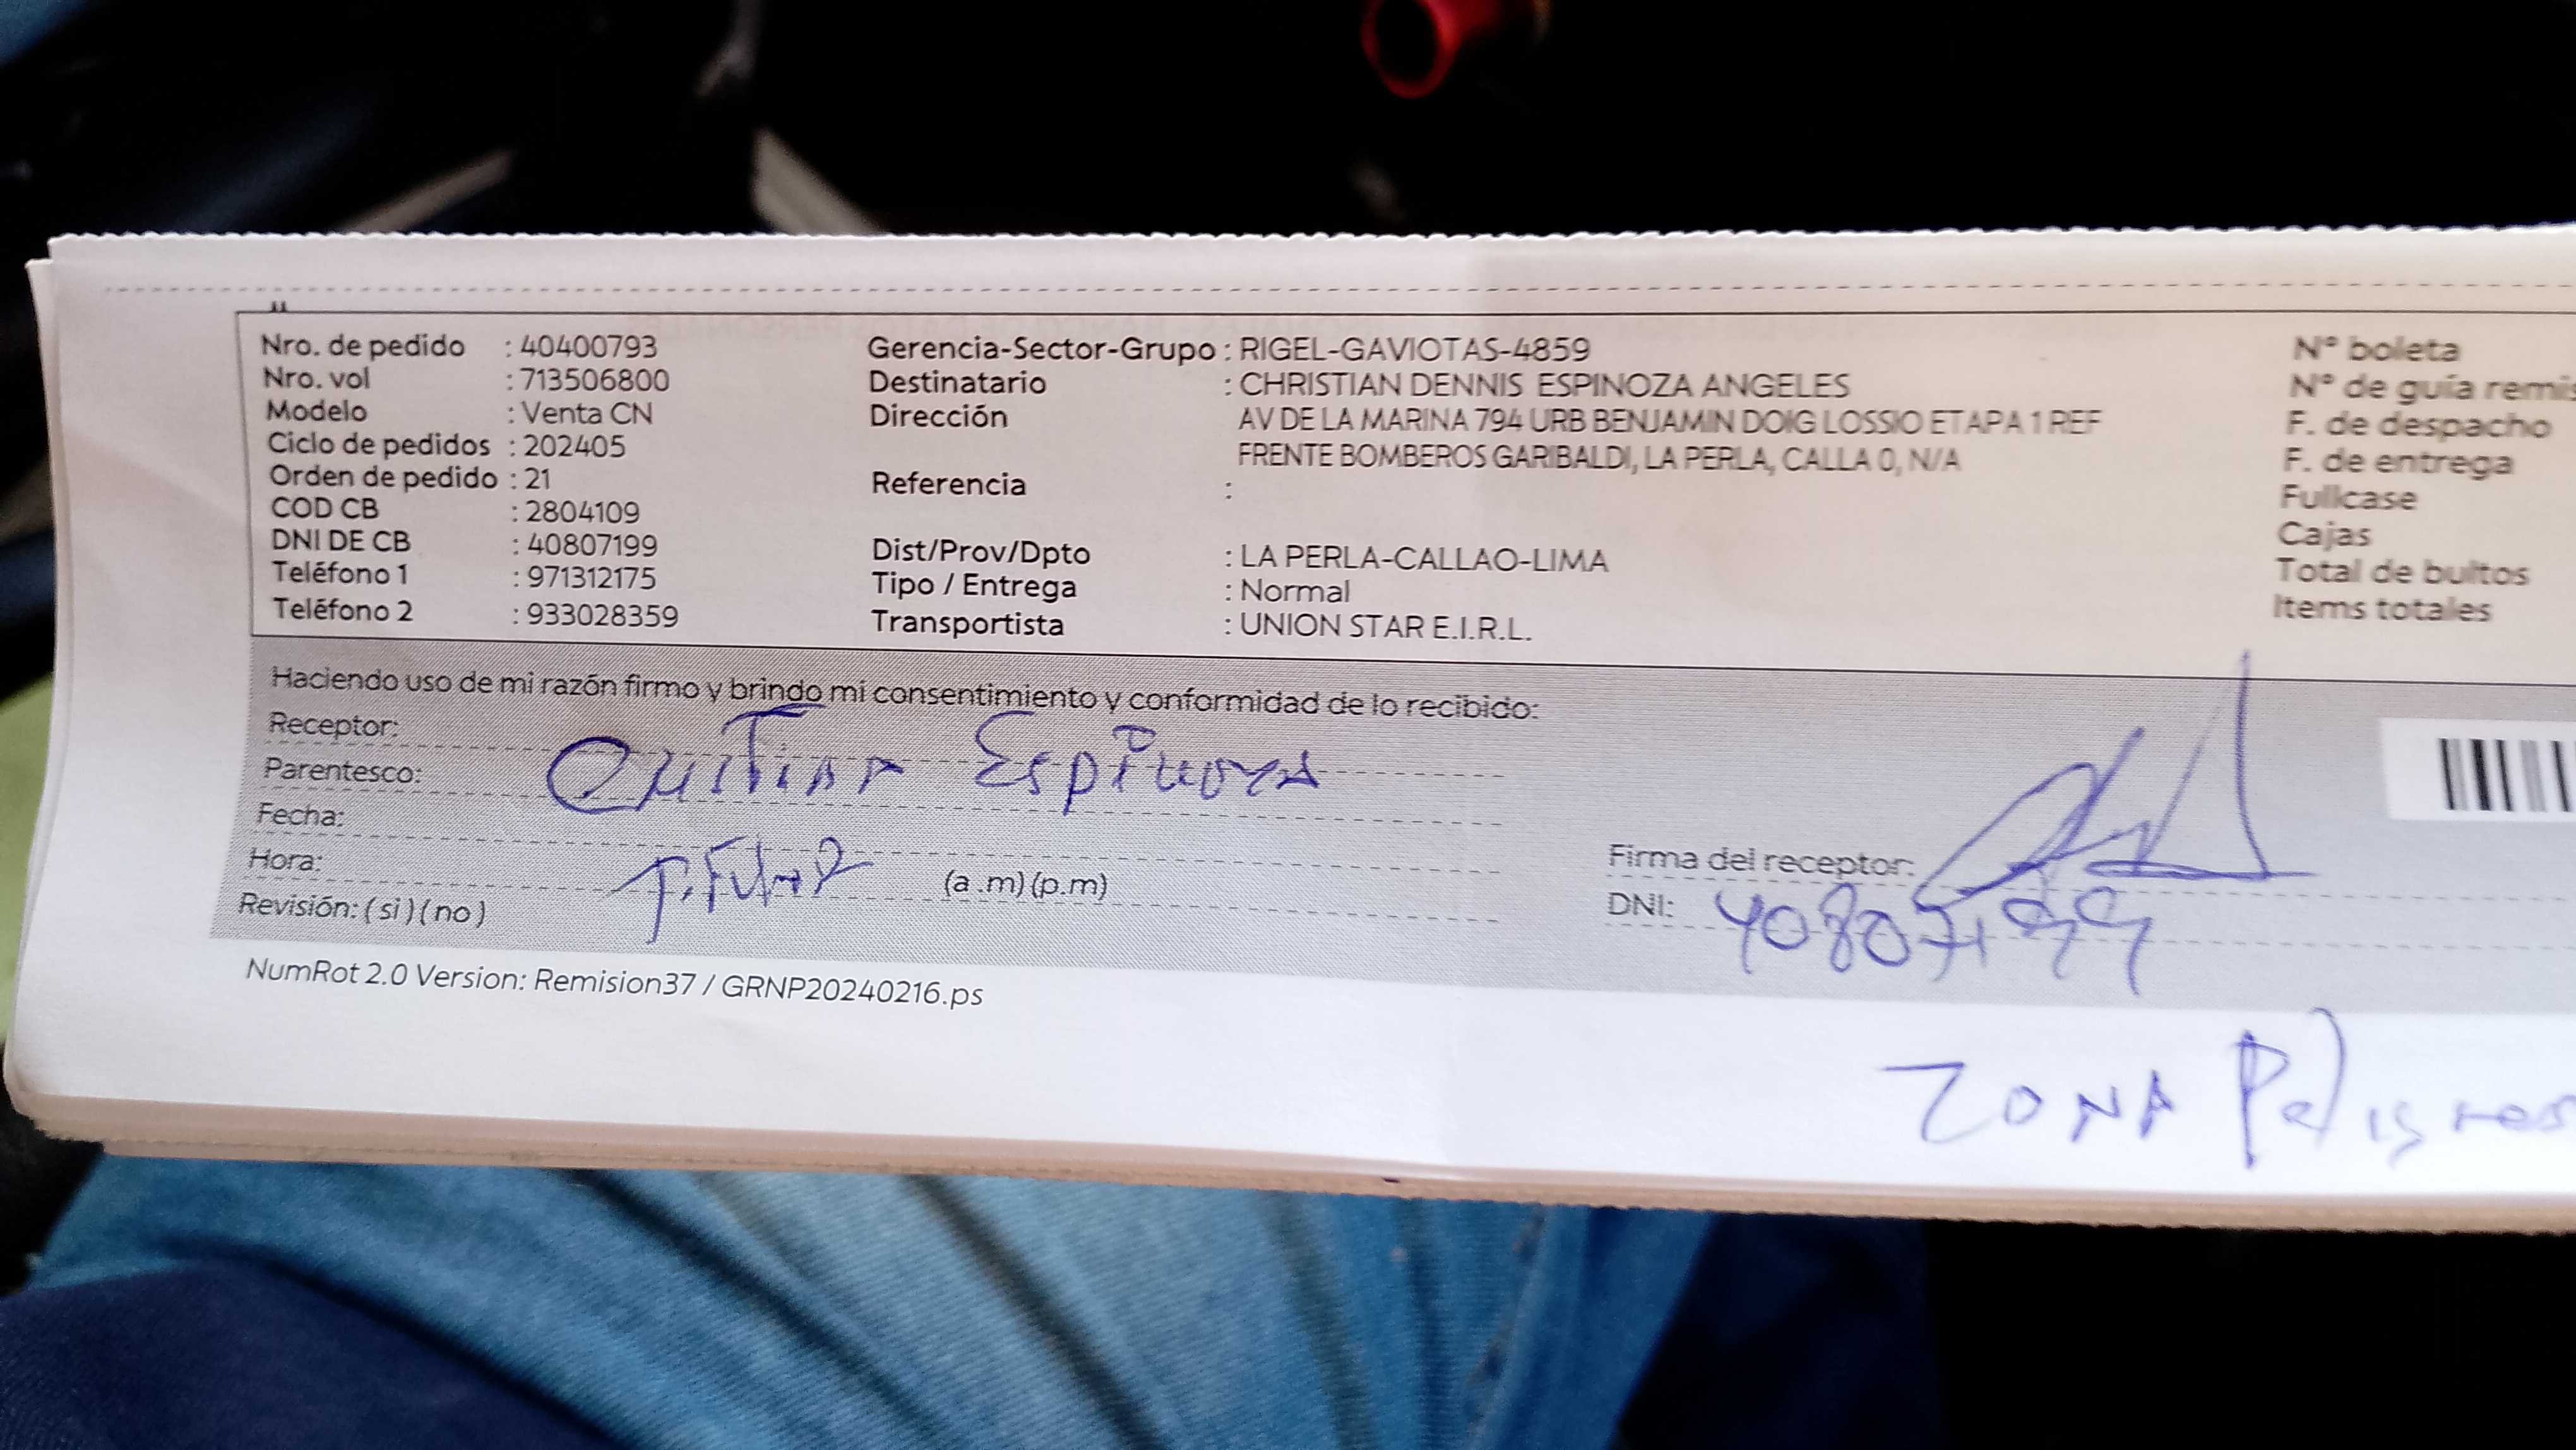 Nro. de pedido : 40400793
Nro. vol : 713506800
Modelo : Venta CN
Ciclo de pedidos : 202405
Orden de pedido : 21
COD CB : 2804109
DNI DE CB : 40807199
Teléfono 1 : 971312175
Teléfono 2 : 933028359
Gerencia-Sector-Grupo : RIGEL-GAVIOTAS-4859
Destinatario : CHRISTIAN DENNIS ESPINOZA ANGELES
Dirección AV DE LA MARINA 794 URB BENJAMIN DOIG LOSSIO ETAPA 1 REF
FRENTE BOMBEROS GARIBALDI, LA PERLA, CALLA 0, N/A
Referencia :
Dist/Prov/Dpto : LA PERLA-CALLAO-LIMA
Tipo / Entrega : Normal
Transportista : UNION STAR E.I.R.L.
N° boleta
N° de guía remis
F. de despacho
F. de entrega
Fullcase
Cajas
Total de bultos
Items totales
Haciendo uso de mi razón firmo y brindo mi consentimiento y conformidad de lo recibido:
Receptor:
Parentesco: Espinoza
Fecha:
Hora: (a.m)(p.m)
Revisión: (si)(no)
Firma del receptor:
DNI: 40807199
NumRot 2.0 Version: Remision37 / GRNP20240216.ps
ZONA Peligros